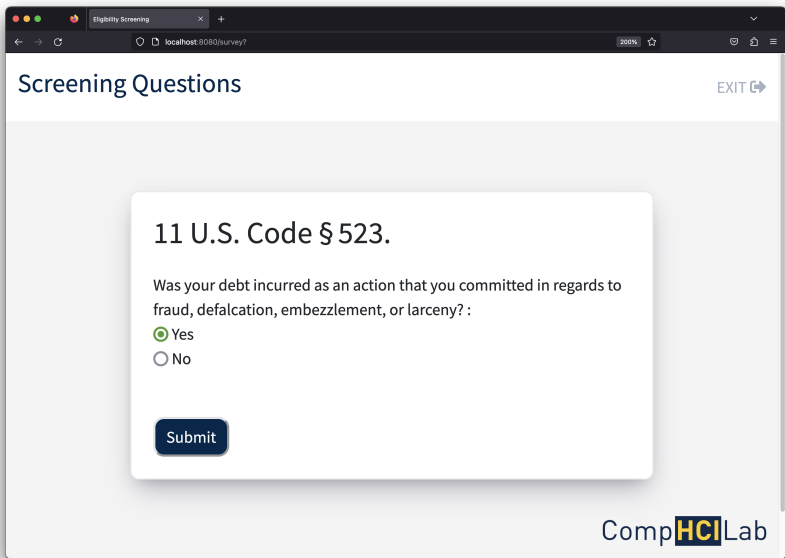 Eligibility Screening
localhost:8080/survey?
200%
Screening Questions
EXIT
11 U.S. Code § 523.
Was your debt incurred as an action that you committed in regards to
fraud, defalcation, embezzlement, or larceny? :
Yes
No
Submit
CompHCILab